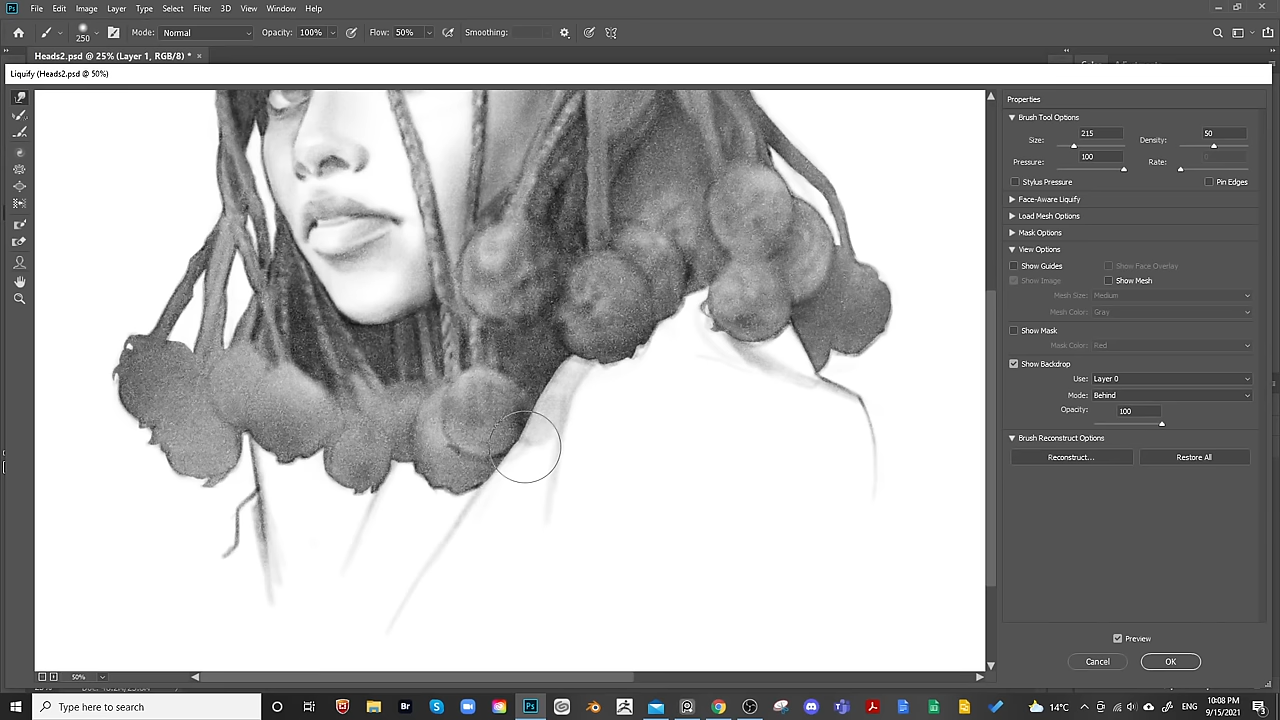 Ps File Edit Image Layer Type Select Filter 3D View Window Help
250 Mode: Normal Opacity: 100% Flow: 50% Smoothing:
Heads2.psd @ 25% (Layer 1, RGB/8) * ×
Liquify (Heads2.psd @ 50%)
Properties
Brush Tool Options
Size: 215 Density: 50
Pressure: 100 Rate: 0
Stylus Pressure Pin Edges
Face-Aware Liquify
Load Mesh Options
Mask Options
View Options
Show Guides Show Face Overlay
Show Image Show Mesh
Mesh Size: Medium
Mesh Color: Gray
Show Mask
Mask Color: Red
Show Backdrop
Use: Layer 0
Mode: Behind
Opacity: 100
Brush Reconstruct Options
Reconstruct... Restore All
Preview
Cancel OK
50%
Type here to search
Br
Ps
14°C
ENG
10:08 PM
9/15/2021